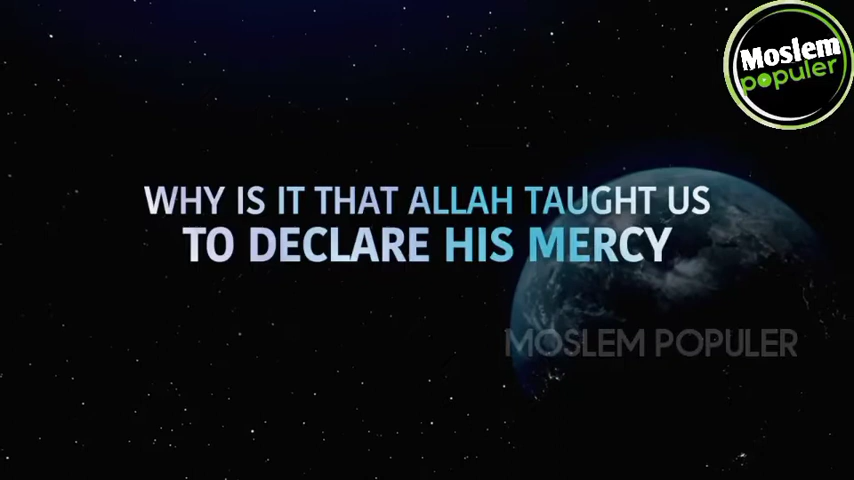 Moslem
populer
WHY IS IT THAT ALLAH TAUGHT US
TO DECLARE HIS MERCY
MOSLEM POPULER